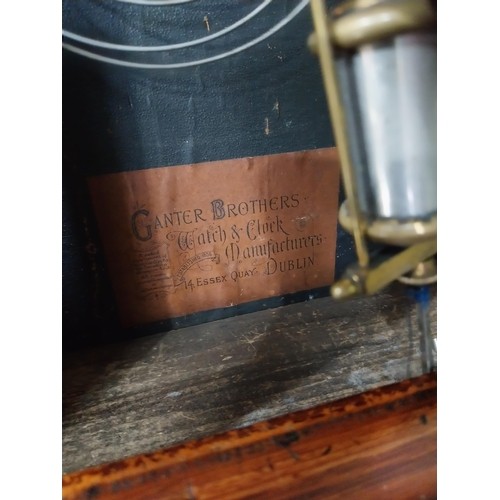 GANTER BROTHERS
Watch & Clock
Manufacturers
14 ESSEX QUAY DUBLIN